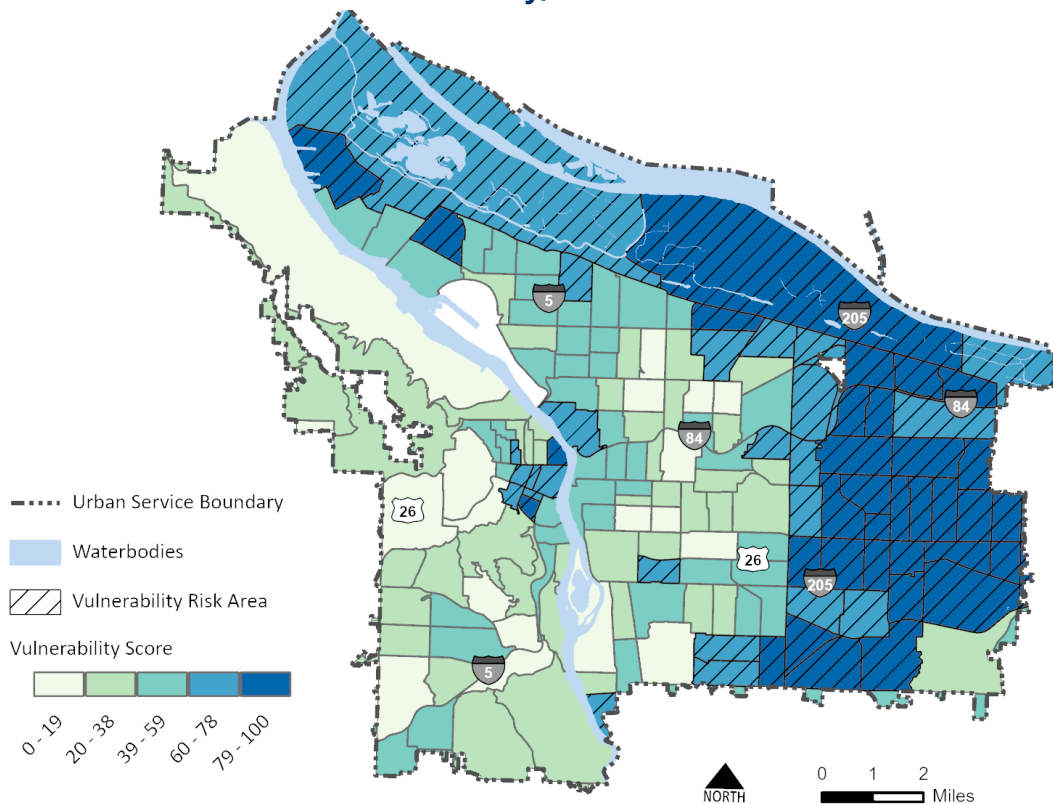 5
205
84
84
26
26
205
5
Urban Service Boundary
Waterbodies
Vulnerability Risk Area
Vulnerability Score
0 - 19
20 - 38
39 - 59
60 - 78
79 - 100
NORTH
0 1 2
Miles